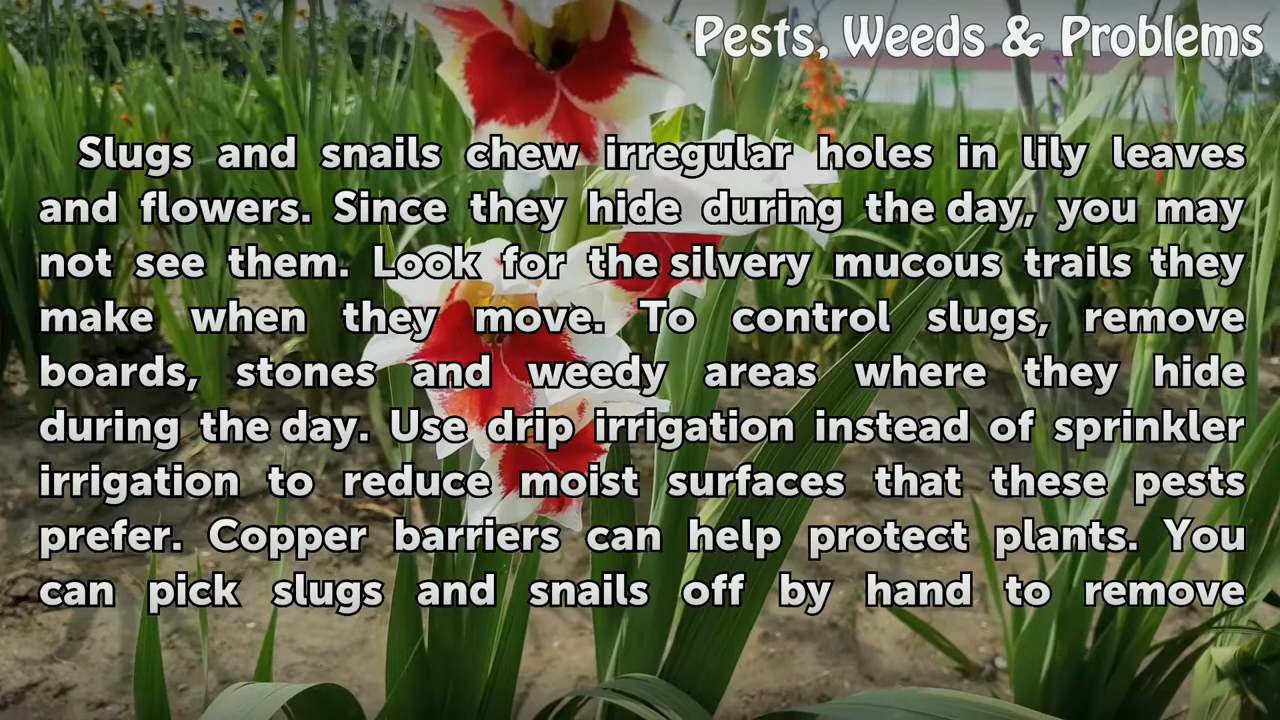 Pests, Weeds & Problems
Slugs and snails chew irregular holes in lily leaves
and flowers. Since they hide during the day, you may
not see them. Look for the silvery mucous trails they
make when they move. To control slugs, remove
boards, stones and weedy areas where they hide
during the day. Use drip irrigation instead of sprinkler
irrigation to reduce moist surfaces that these pests
prefer. Copper barriers can help protect plants. You
can pick slugs and snails off by hand to remove